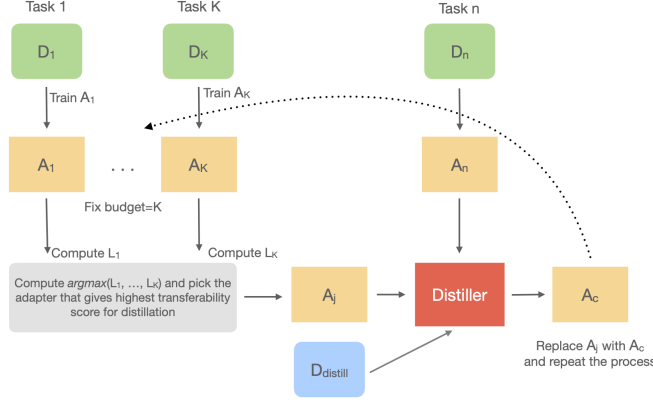 Task 1
Task K
Task n
D1
DK
Dn
Train A1
Train AK
A1
. . .
AK
An
Fix budget=K
Compute L1
Compute LK
Compute argmax(L1, ..., LK) and pick the
adapter that gives highest transferability
score for distillation
Aj
Distiller
Ac
Ddistill
Replace Aj with Ac
and repeat the process